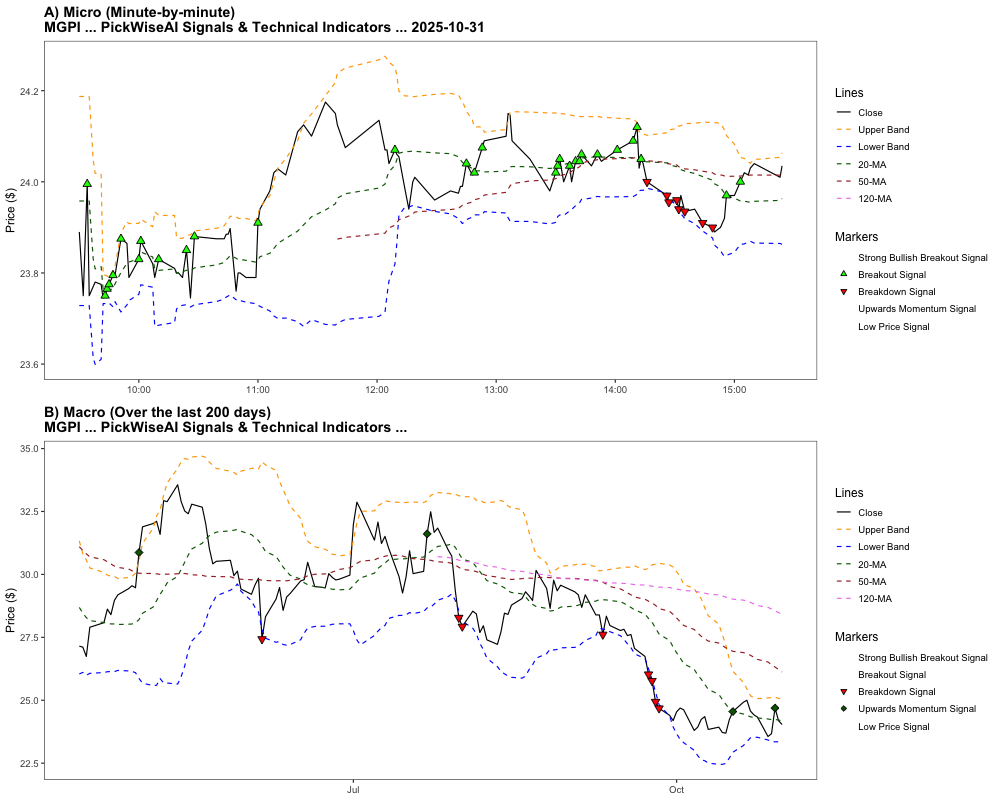 A) Micro (Minute-by-minute)
MGPI ... PickWiseAI Signals & Technical Indicators ... 2025-10-31
Price ($)
24.2
24.0
23.8
23.6
10:00
11:00
12:00
13:00
14:00
15:00
Lines
Close
Upper Band
Lower Band
20-MA
50-MA
120-MA
Markers
Strong Bullish Breakout Signal
Breakout Signal
Breakdown Signal
Upwards Momentum Signal
Low Price Signal
B) Macro (Over the last 200 days)
MGPI ... PickWiseAI Signals & Technical Indicators ...
Price ($)
35.0
32.5
30.0
27.5
25.0
22.5
Jul
Oct
Lines
Close
Upper Band
Lower Band
20-MA
50-MA
120-MA
Markers
Strong Bullish Breakout Signal
Breakout Signal
Breakdown Signal
Upwards Momentum Signal
Low Price Signal